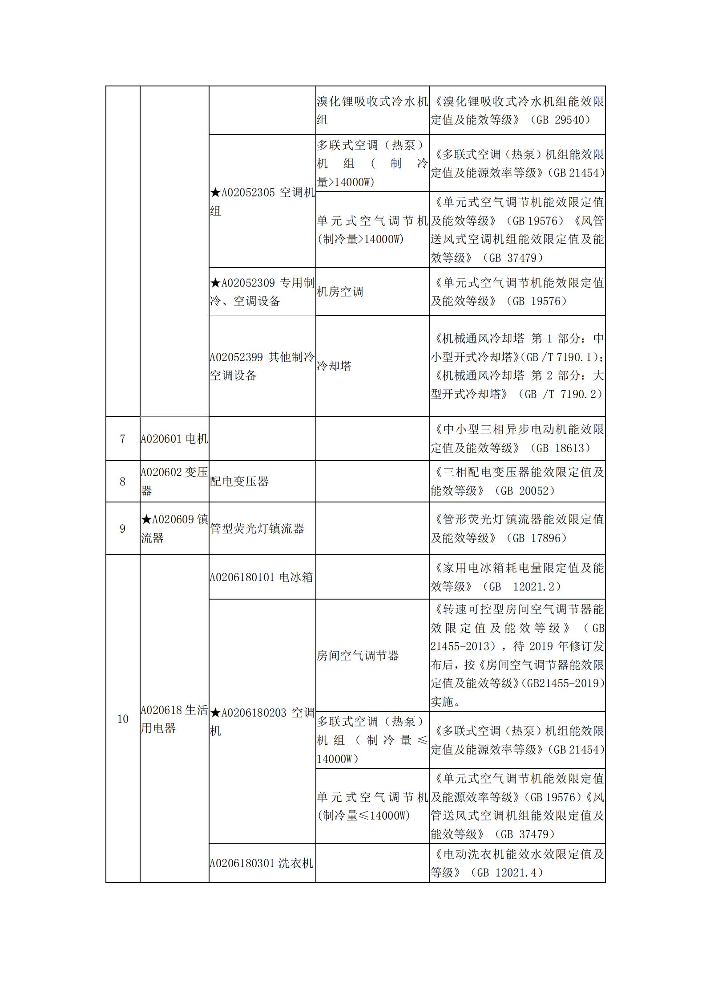 溴化锂吸收式冷水机
组
《溴化锂吸收式冷水机组能效限
定值及能效等级》（GB 29540）
★A02052305 空调机
组
多联式空调（热泵）
机组(制冷
量>14000W)
《多联式空调（热泵）机组能效限
定值及能源效率等级》（GB 21454）
单元式空气调节机
(制冷量>14000W)
《单元式空气调节机能效限定值
及能效等级》（GB 19576）《风管
送风式空调机组能效限定值及能
效等级》（GB 37479）
★A02052309 专用制
冷、空调设备
机房空调
《单元式空气调节机能效限定值
及能效等级》（GB 19576）
A02052399 其他制冷
空调设备
冷却塔
《机械通风冷却塔 第 1 部分：中
小型开式冷却塔》（GB /T 7190.1）；
《机械通风冷却塔 第 2 部分：大
型开式冷却塔》（GB /T 7190.2）
7
A020601 电机
《中小型三相异步电动机能效限
定值及能效等级》（GB 18613）
8
A020602 变压
器
配电变压器
《三相配电变压器能效限定值及
能效等级》（GB 20052）
9
★A020609 镇
流器
管型荧光灯镇流器
《管形荧光灯镇流器能效限定值
及能效等级》（GB 17896）
10
A020618 生活
用电器
A0206180101 电冰箱
《家用电冰箱耗电量限定值及能
效等级》（GB 12021.2）
★A0206180203 空调
机
房间空气调节器
《转速可控型房间空气调节器能
效限定值及能效等级》（GB
21455-2013），待 2019 年修订发
布后，按《房间空气调节器能效限
定值及能效等级》（GB21455-2019）
实施。
多联式空调（热泵）
机组（制冷量≤
14000W）
《多联式空调（热泵）机组能效限
定值及能源效率等级》（GB 21454）
单元式空气调节机
(制冷量≤14000W)
《单元式空气调节机能效限定值
及能源效率等级》（GB 19576）《风
管送风式空调机组能效限定值及
能效等级》（GB 37479）
A0206180301 洗衣机
《电动洗衣机能效水效限定值及
等级》（GB 12021.4）